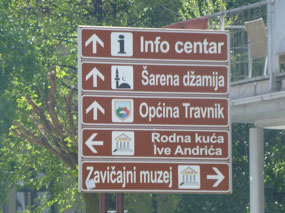 Info centar
Šarena džamija
Općina Travnik
Rodna kuća
Ive Andrića
Zavičajni muzej